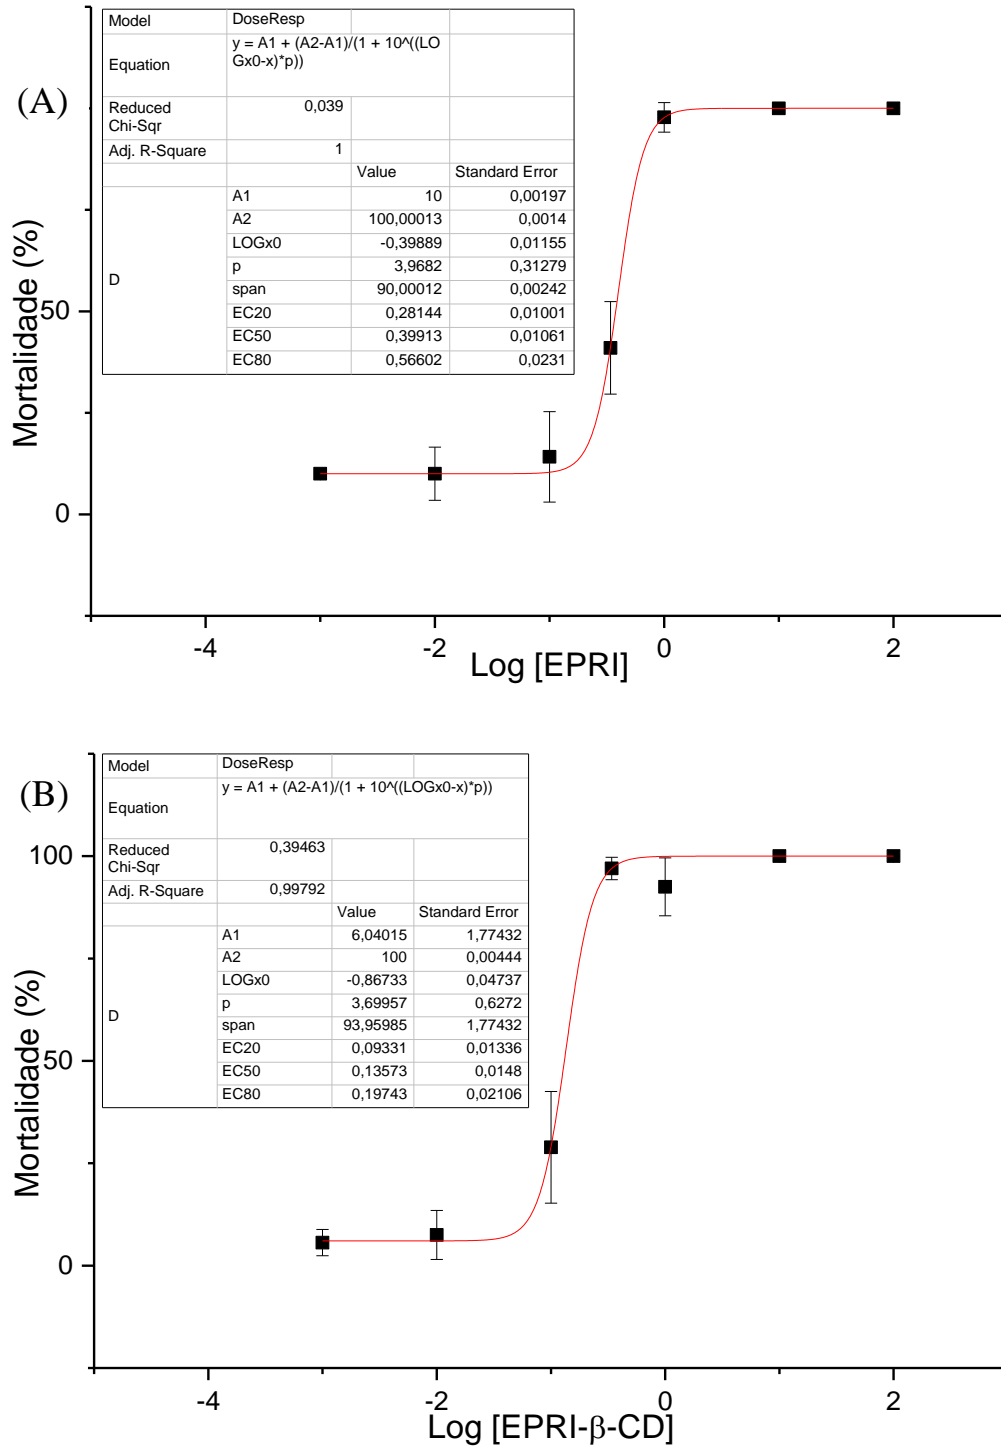 Model DoseResp
Equation y = A1 + (A2-A1)/(1 + 10^((LO
Gx0-x)*p))
(A)
Reduced
Chi-Sqr 0,039
Adj. R-Square 1
Value Standard Error
D
A1 10 0,00197
A2 100,00013 0,0014
LOGx0 -0,39889 0,01155
p 3,9682 0,31279
span 90,00012 0,00242
EC20 0,28144 0,01001
EC50 0,39913 0,01061
EC80 0,56602 0,0231
Mortalidade (%)
50
0
-4 -2 0 2
Log [EPRI]
Model DoseResp
Equation y = A1 + (A2-A1)/(1 + 10^((LOGx0-x)*p))
(B)
Reduced
Chi-Sqr 0,39463
Adj. R-Square 0,99792
Value Standard Error
D
A1 6,04015 1,77432
A2 100 0,00444
LOGx0 -0,86733 0,04737
p 3,69957 0,6272
span 93,95985 1,77432
EC20 0,09331 0,01336
EC50 0,13573 0,0148
EC80 0,19743 0,02106
Mortalidade (%)
100
50
0
-4 -2 0 2
Log [EPRI-β-CD]